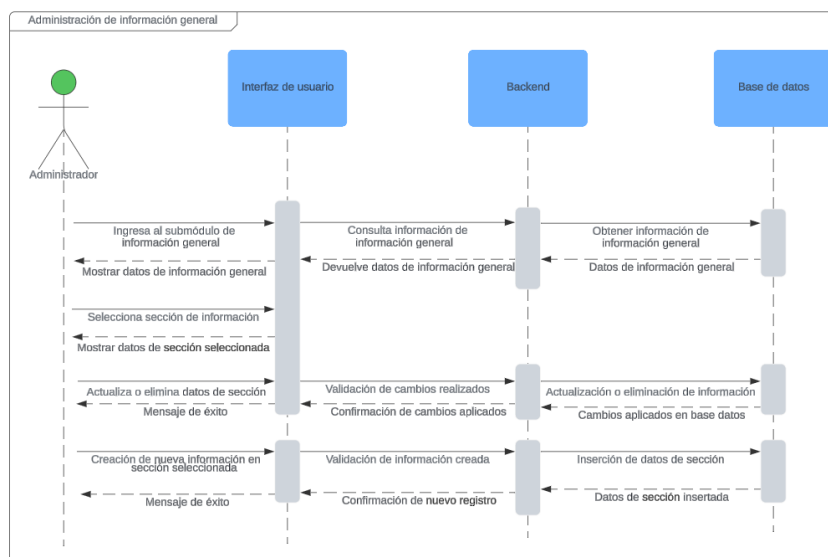 Administración de información general
Interfaz de usuario
Backend
Base de datos
Administrador
Ingresa al submódulo de
información general
Consulta información de
información general
Obtener información de
información general
Mostrar datos de información general
Devuelve datos de información general
Datos de información general
Selecciona sección de información
Mostrar datos de sección seleccionada
Actualiza o elimina datos de sección
Validación de cambios realizados
Actualización o eliminación de información
Mensaje de éxito
Confirmación de cambios aplicados
Cambios aplicados en base datos
Creación de nueva información en
sección seleccionada
Validación de información creada
Inserción de datos de sección
Mensaje de éxito
Confirmación de nuevo registro
Datos de sección insertada